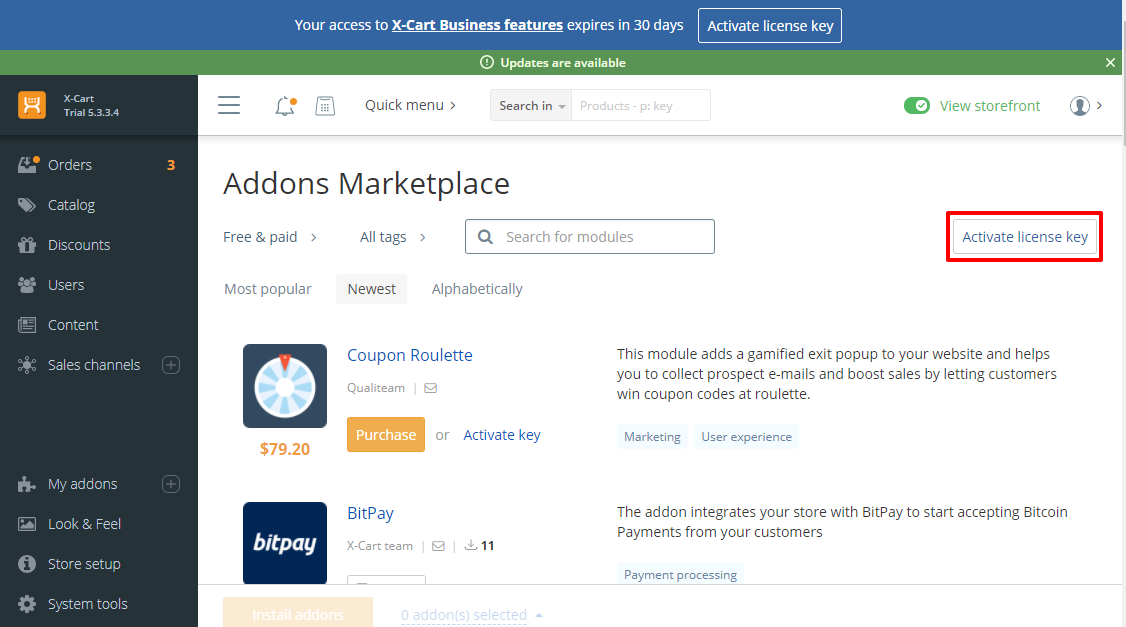 Your access to X-Cart Business features expires in 30 days
Activate license key
Updates are available
X-Cart
Trial 5.3.3.4
Quick menu
Search in
Products - p: key
View storefront
Orders 3
Catalog
Discounts
Users
Content
Sales channels
My addons
Look & Feel
Store setup
System tools
Addons Marketplace
Free & paid
All tags
Search for modules
Activate license key
Most popular
Newest
Alphabetically
Coupon Roulette
Qualiteam
$79.20
Purchase or Activate key
This module adds a gamified exit popup to your website and helps
you to collect prospect e-mails and boost sales by letting customers
win coupon codes at roulette.
Marketing
User experience
bitpay
BitPay
X-Cart team
11
The addon integrates your store with BitPay to start accepting Bitcoin
Payments from your customers
Payment processing
Install addons
0 addon(s) selected